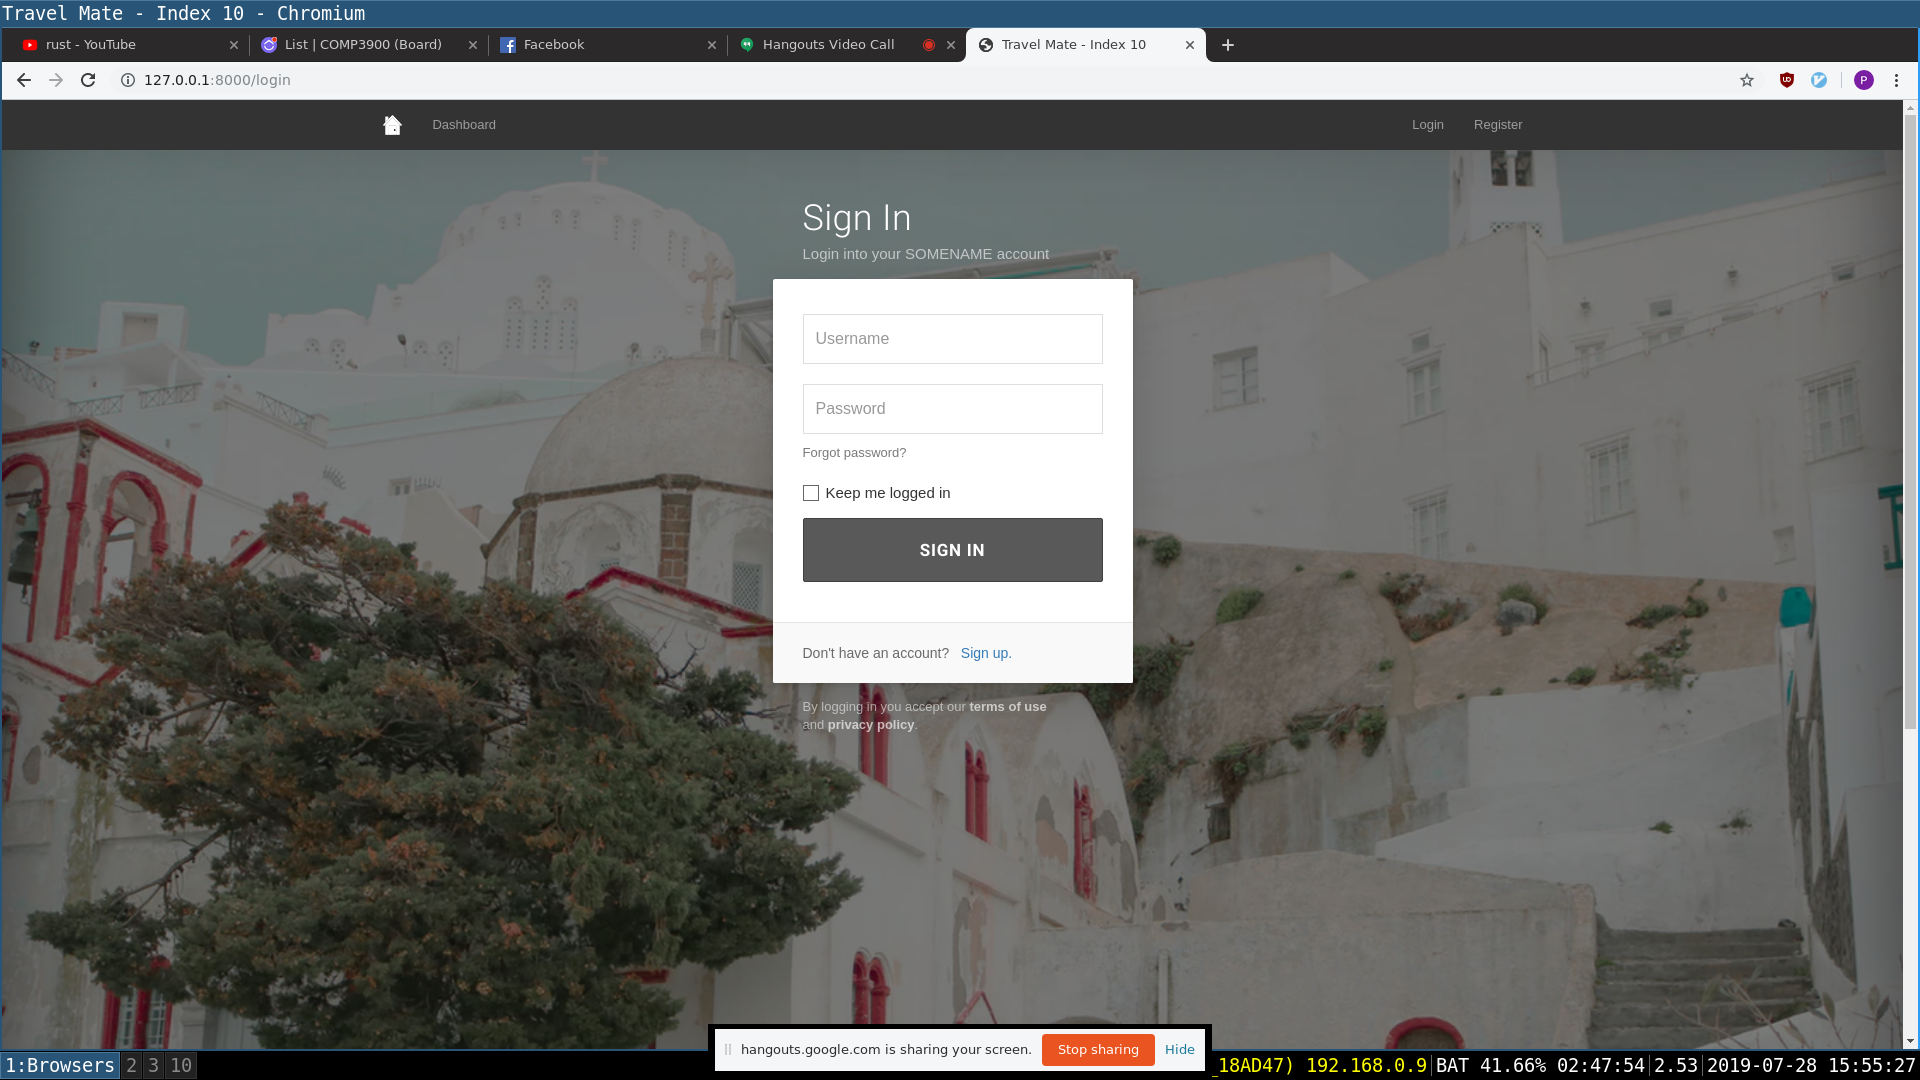 Travel Mate - Index 10 - Chromium
rust - YouTube
List | COMP3900 (Board)
Facebook
Hangouts Video Call
Travel Mate - Index 10
127.0.0.1:8000/login
P
Dashboard
Login
Register
Sign In
Login into your SOMENAME account
Username
Password
Forgot password?
Keep me logged in
SIGN IN
Don't have an account? Sign up.
By logging in you accept our terms of use
and privacy policy.
hangouts.google.com is sharing your screen.
Stop sharing
Hide
1:Browsers 2 3 10
_18AD47) 192.168.0.9 BAT 41.66% 02:47:54 2.53 2019-07-28 15:55:27